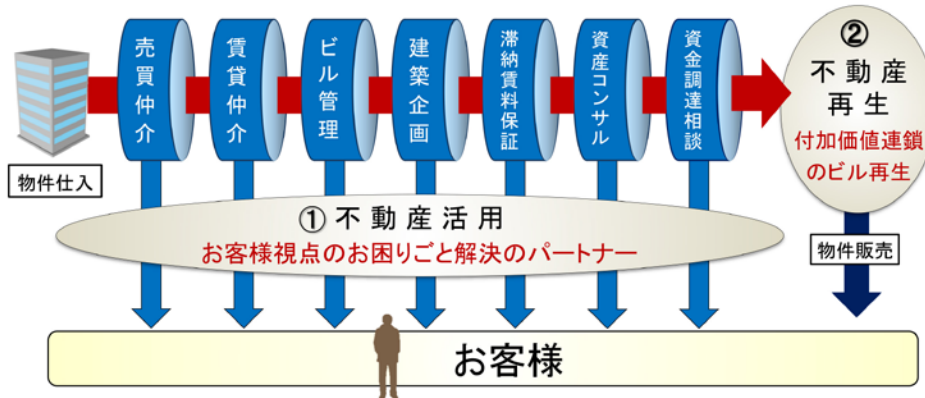 売買仲介
賃貸仲介
ビル管理
建築企画
滞納賃料保証
資産コンサル
資金調達相談
②
不動産
再生
付加価値連鎖
のビル再生
物件仕入
①不動産活用
お客様視点のお困りごと解決のパートナー
物件販売
お客様